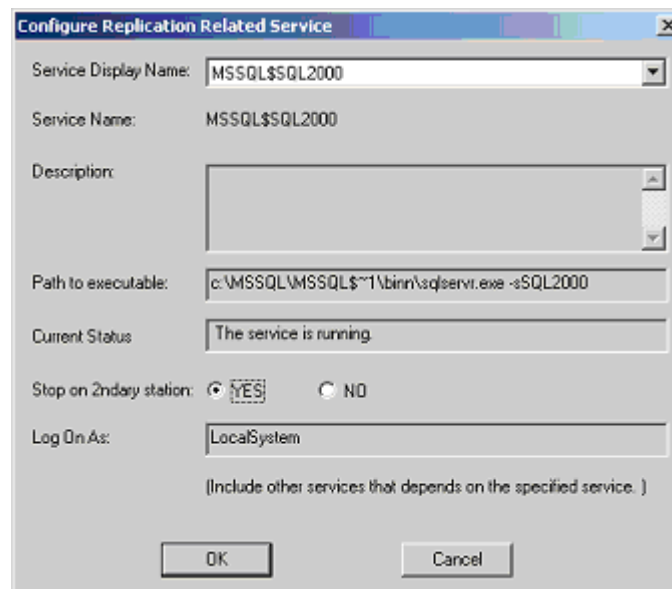 Configure Replication Related Service
Service Display Name: MSSQL$SQL2000
Service Name: MSSQL$SQL2000
Description:
Path to executable: c:\MSSQL\MSSQL$~1\binn\sqlservr.exe -sSQL2000
Current Status The service is running.
Stop on 2ndary station: YES NO
Log On As: LocalSystem
(Include other services that depends on the specified service. )
OK Cancel